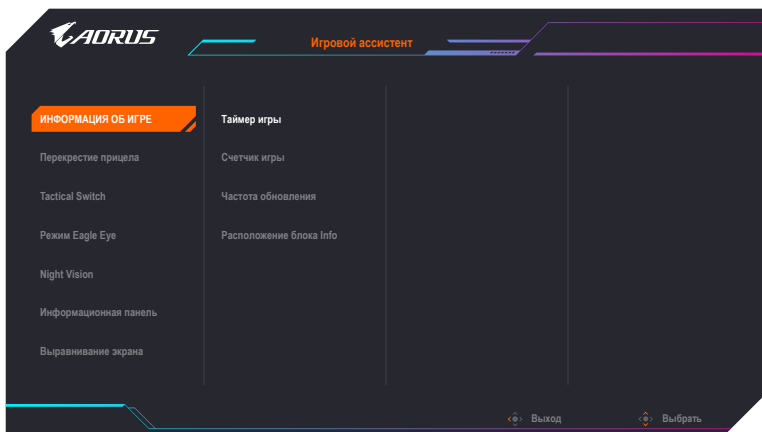 AORUS
Игровой ассистент
ИНФОРМАЦИЯ ОБ ИГРЕ
Таймер игры
Перекрестие прицела
Счетчик игры
Tactical Switch
Частота обновления
Режим Eagle Eye
Расположение блока Info
Night Vision
Информационная панель
Выравнивание экрана
Выход
Выбрать